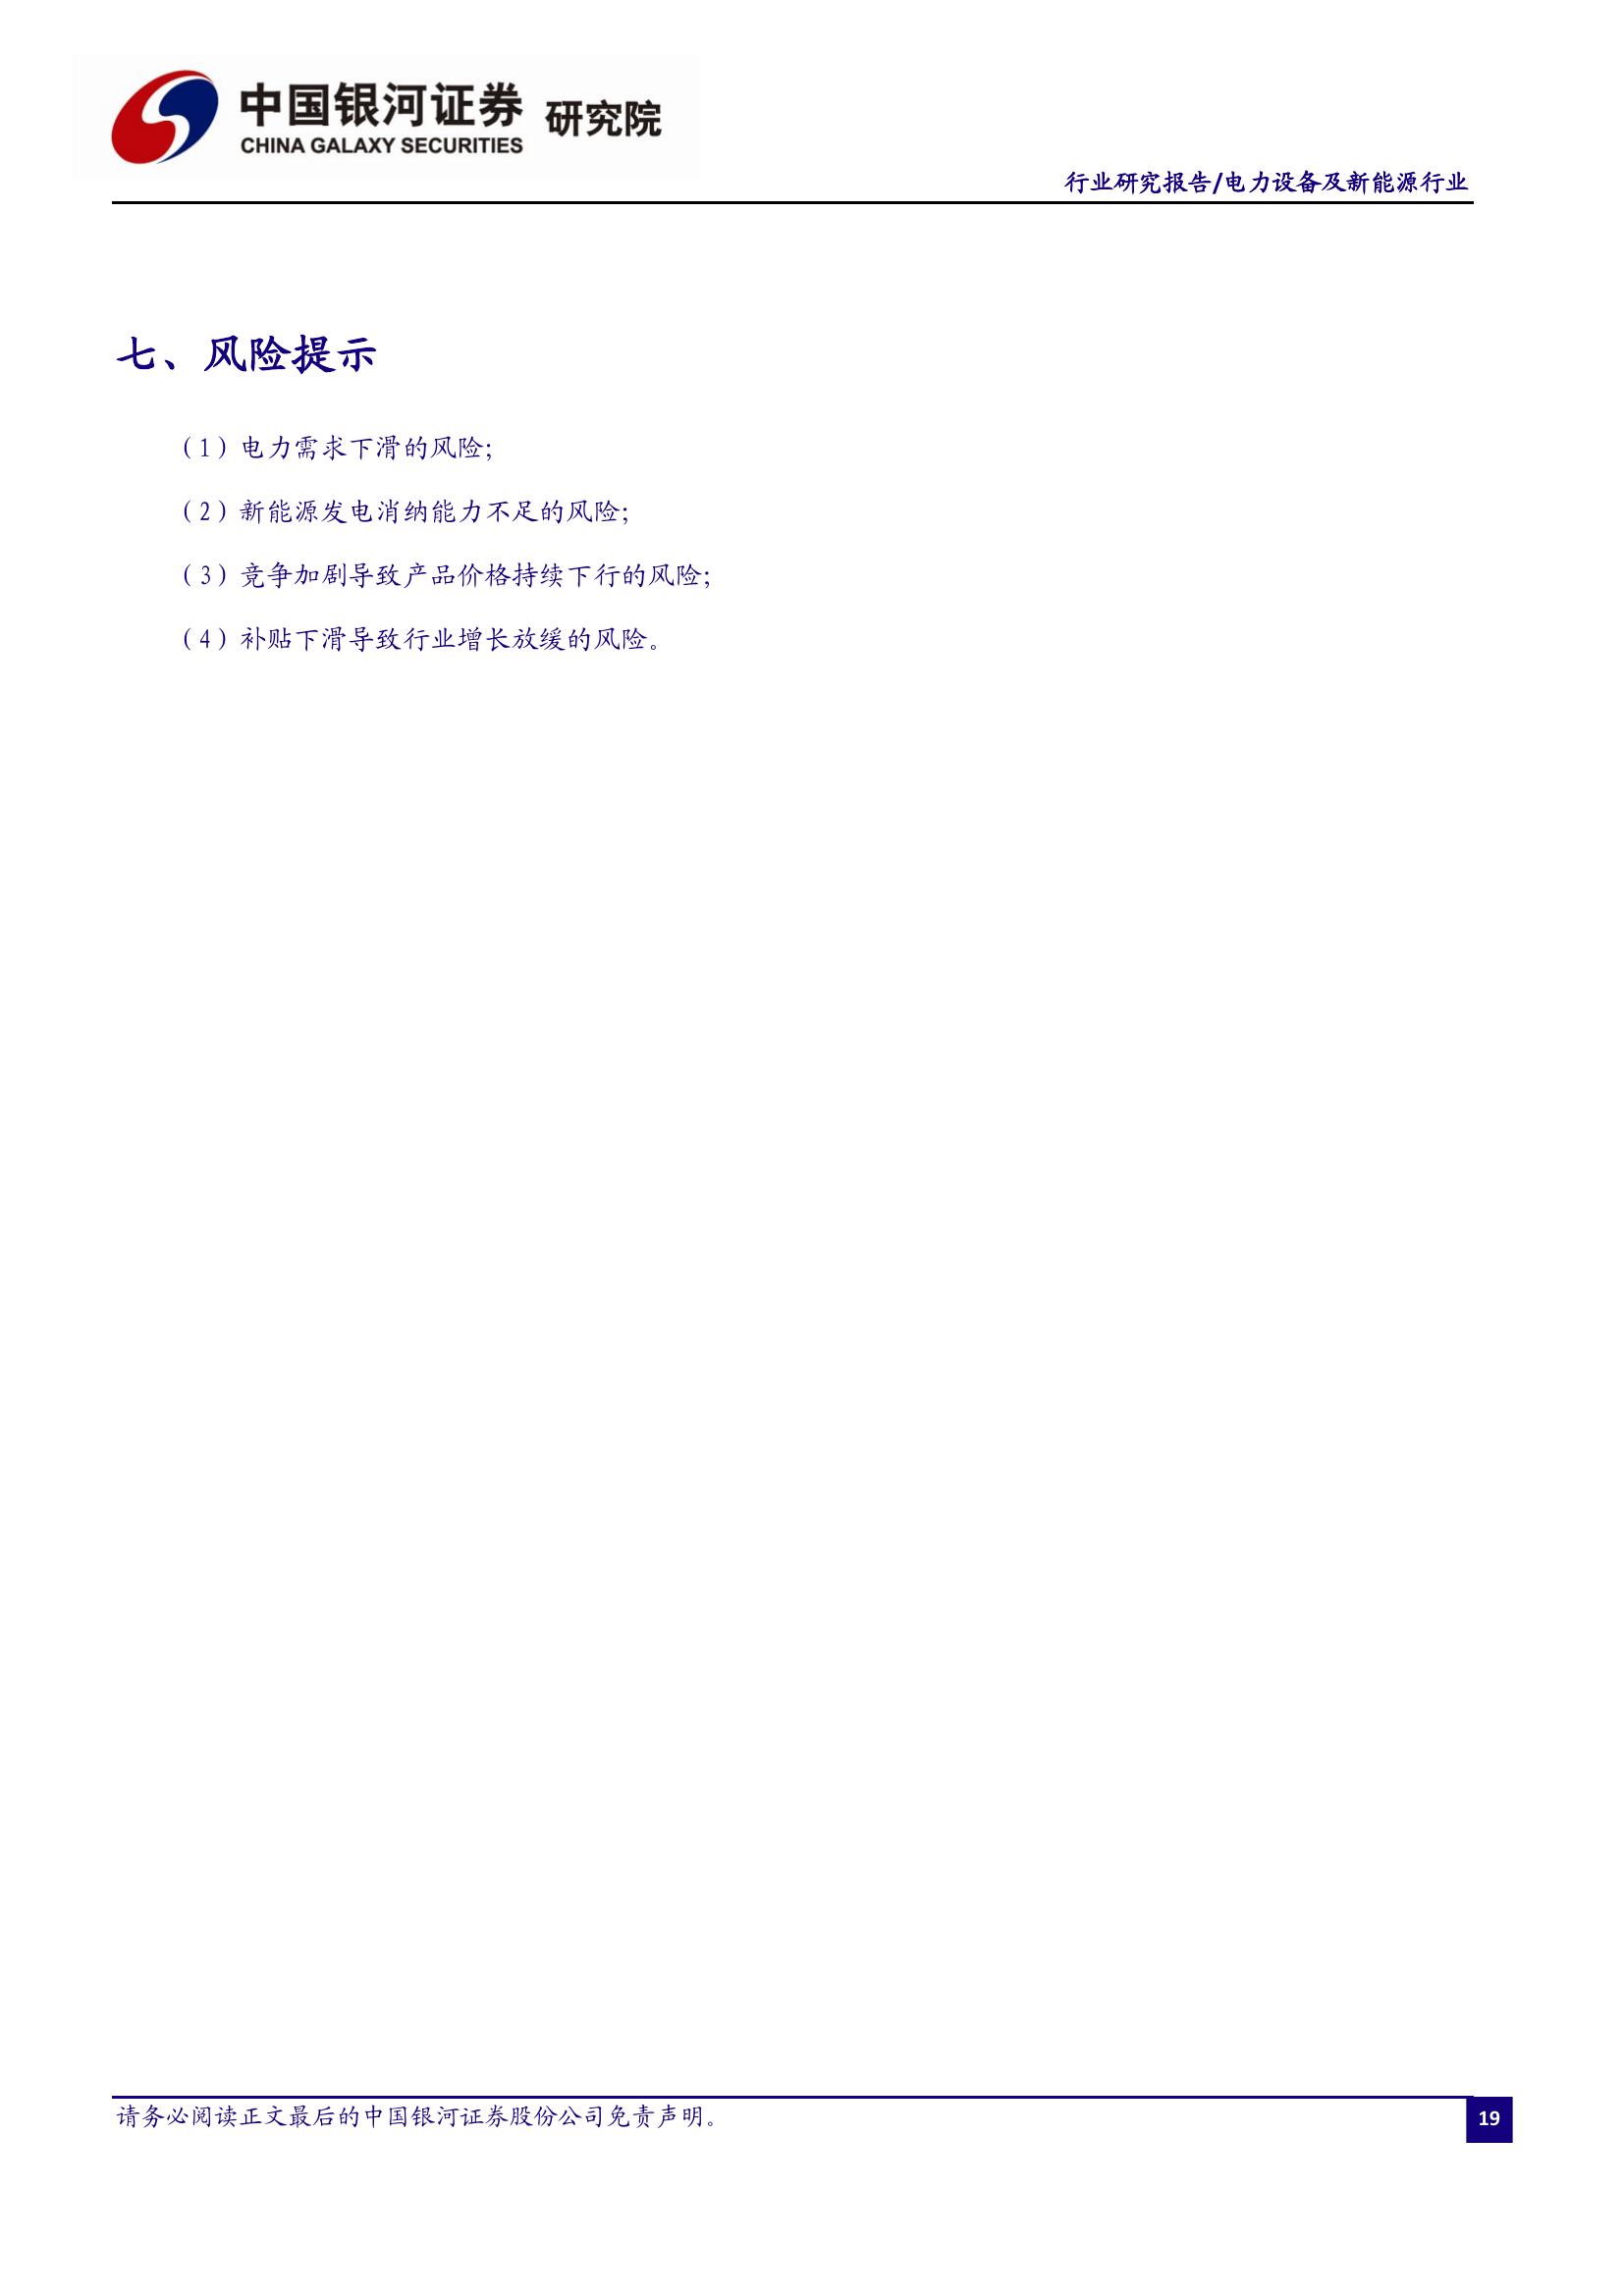 中国银河证券 研究院
CHINA GALAXY SECURITIES
行业研究报告/电力设备及新能源行业
七、风险提示
（1）电力需求下滑的风险;
（2）新能源发电消纳能力不足的风险;
（3）竞争加剧导致产品价格持续下行的风险;
（4）补贴下滑导致行业增长放缓的风险。
请务必阅读正文最后的中国银河证券股份公司免责声明。
19